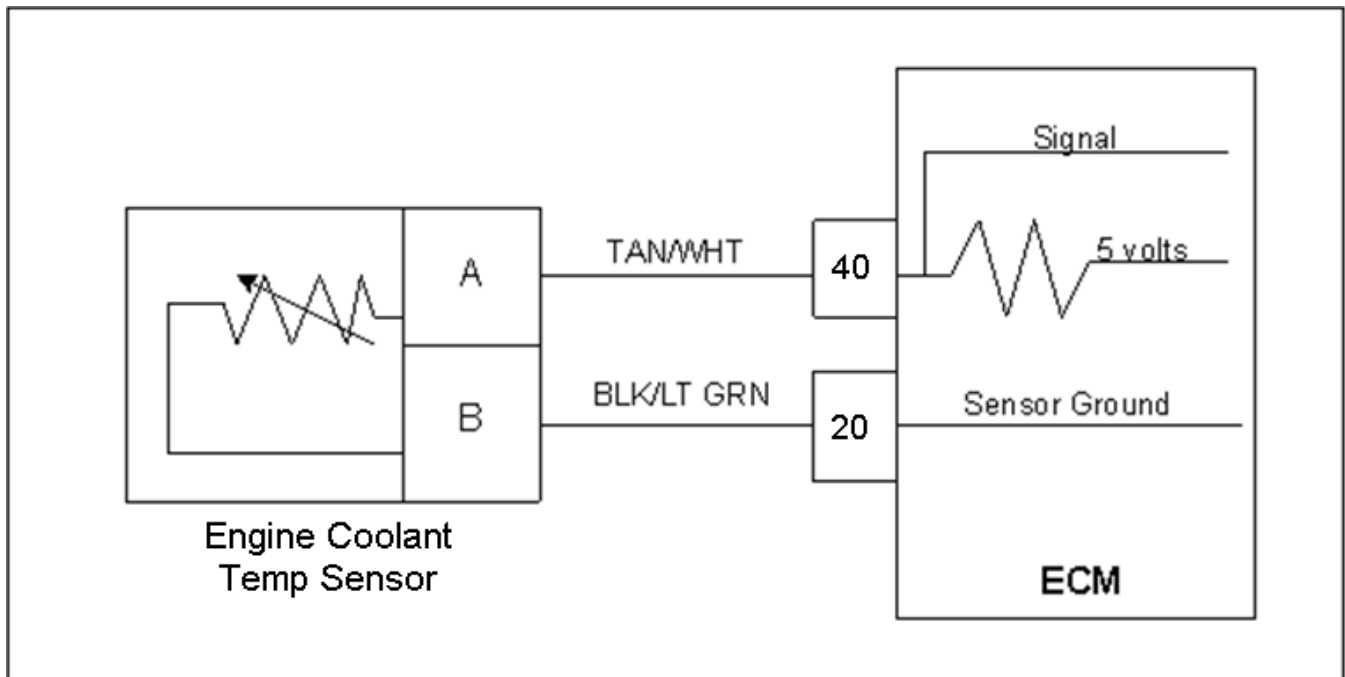 Signal
TAN/WHT
A
40
5 volts
BLK/LT GRN
B
20
Sensor Ground
Engine Coolant
Temp Sensor
ECM